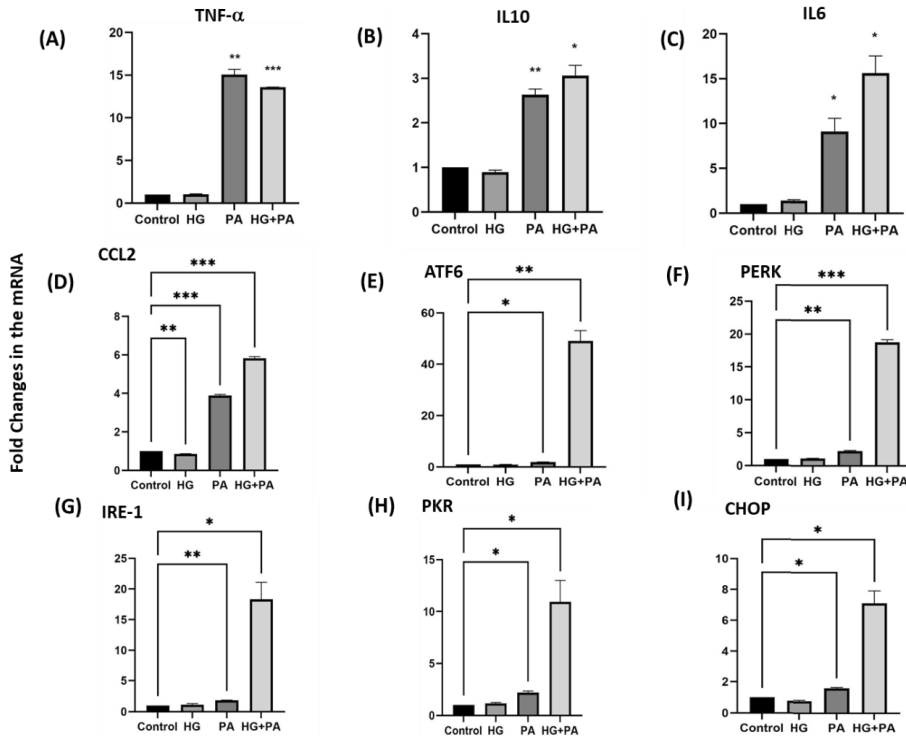 Fold Changes in the mRNA
(A)
TNF-α
15
20
10
5
0
**
***
Control HG PA HG+PA
(B)
IL10
4
3
2
1
0
**
*
Control HG PA HG+PA
(C)
IL6
20
15
10
5
0
*
*
Control HG PA HG+PA
(D)
CCL2
***
***
**
8
6
4
2
0
Control HG PA HG+PA
(E)
ATF6
**
*
60
40
20
0
Control HG PA HG+PA
(F)
PERK
***
**
25
20
15
10
5
0
Control HG PA HG+PA
(G)
IRE-1
*
**
25
20
15
10
5
0
Control HG PA HG+PA
(H)
PKR
*
*
15
10
5
0
Control HG PA HG+PA
(I)
CHOP
*
*
10
8
6
4
2
0
Control HG PA HG+PA